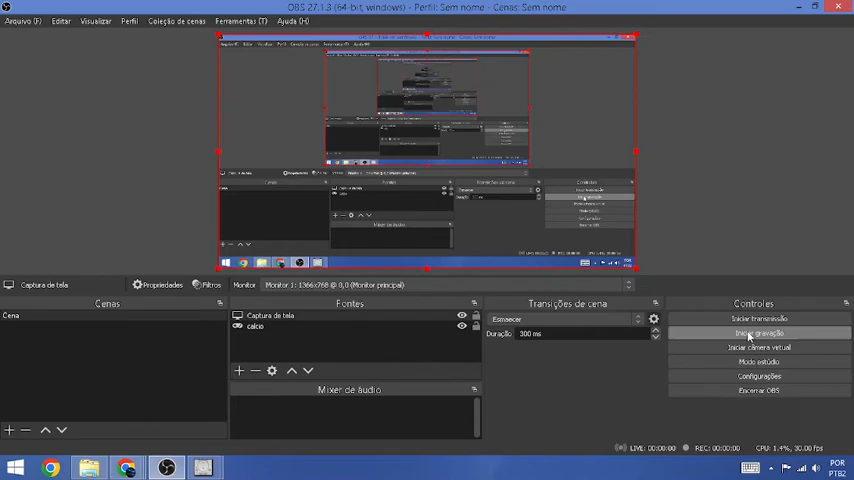 OBS 27.1.3 (64-bit, windows) - Perfil: Sem nome - Cenas: Sem nome
Arquivo (F) Editar Visualizar Perfil Coleção de cenas Ferramentas (T) Ajuda (H)
Captura de tela Propriedades Filtros Monitor Monitor 1: 1366x768 @ 0,0 (Monitor principal)
Cenas Fontes Transições de cena Controles
Cena
Captura de tela
calcio
Mixer de áudio
Esmaecer
Duração 300 ms
Iniciar transmissão
Iniciar gravação
Iniciar câmera virtual
Modo estúdio
Configurações
Encerrar OBS
LIVE: 00:00:00 REC: 00:00:00 CPU: 1.4%, 30.00 fps
POR
PTB2